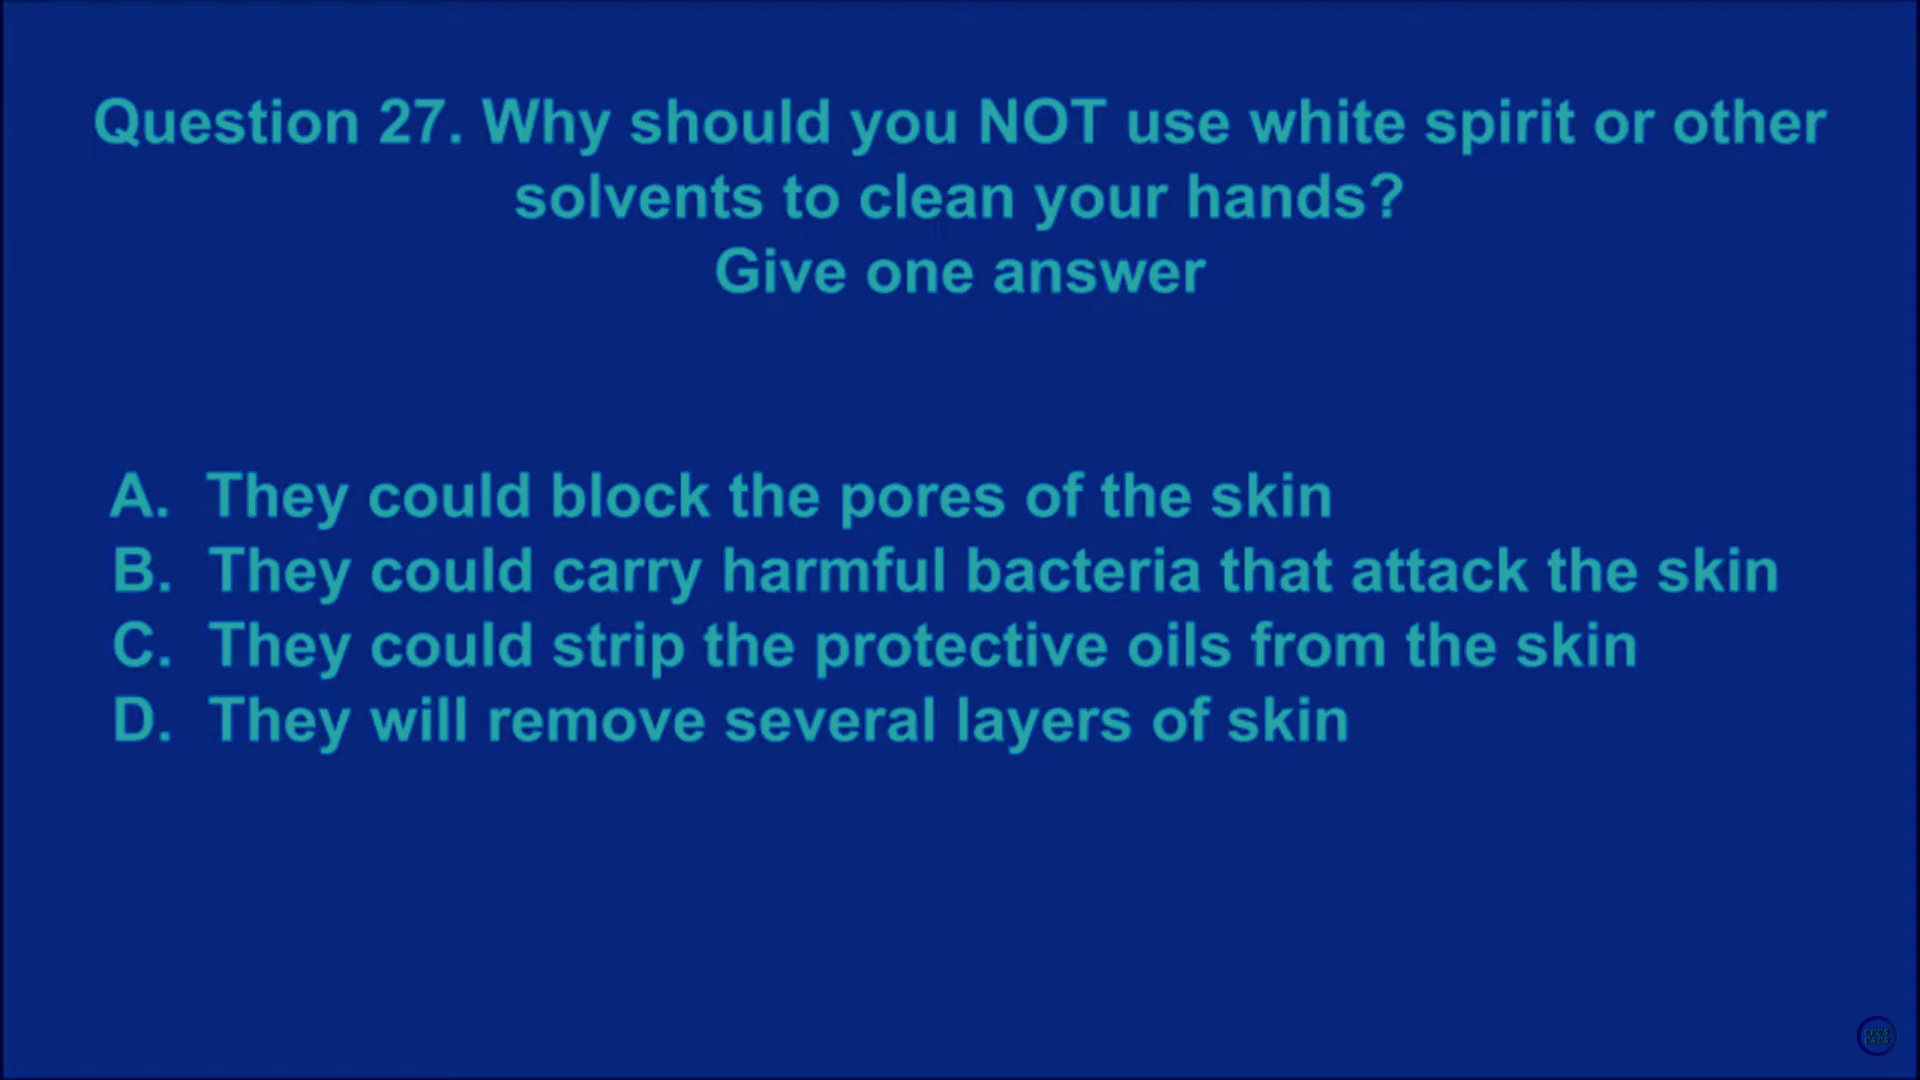 Question 27. Why should you NOT use white spirit or other
solvents to clean your hands?
Give one answer
A. They could block the pores of the skin
B. They could carry harmful bacteria that attack the skin
C. They could strip the protective oils from the skin
D. They will remove several layers of skin